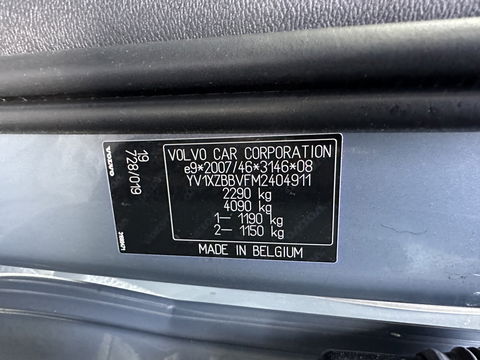 VOLVO CAR CORPORATION
e9*2007/46*3146*08
YV1XZBBVFM2404911
2290 kg
4090 kg
1— 1190 kg
2— 1150 kg
MADE IN BELGIUM
19
728/019
VOLVO